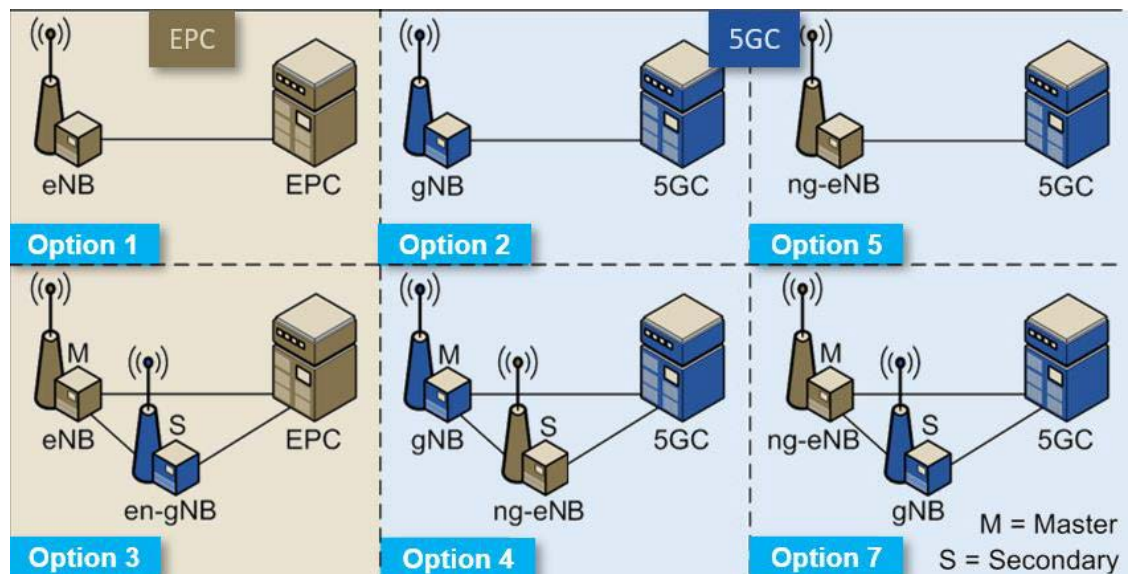 EPC
5GC
eNB
EPC
Option 1
gNB
5GC
Option 2
ng-eNB
5GC
Option 5
M
S
eNB
EPC
en-gNB
Option 3
M
S
gNB
5GC
ng-eNB
Option 4
M
S
ng-eNB
5GC
gNB
Option 7
M = Master
S = Secondary